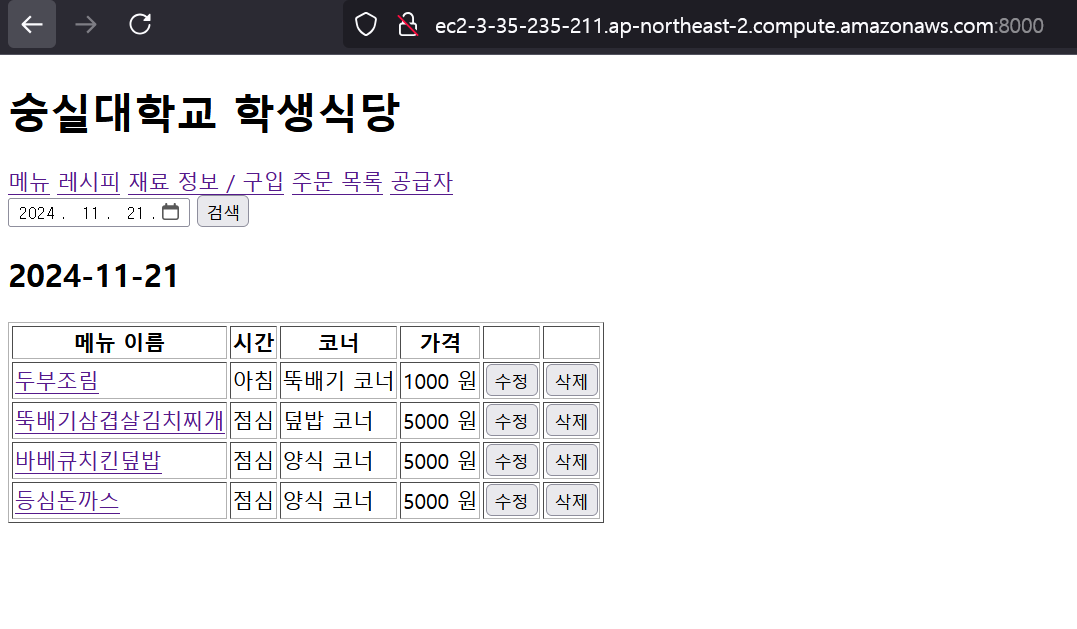 ec2-3-35-235-211.ap-northeast-2.compute.amazonaws.com:8000
숭실대학교 학생식당
메뉴 레시피 재료 정보 / 구입 주문 목록 공급자
2024. 11. 21. 검색
2024-11-21
메뉴 이름 시간 코너 가격
두부조림 아침 뚝배기 코너 1000 원 수정 삭제
뚝배기삼겹살김치찌개 점심 덮밥 코너 5000 원 수정 삭제
바베큐치킨덮밥 점심 양식 코너 5000 원 수정 삭제
등심돈까스 점심 양식 코너 5000 원 수정 삭제